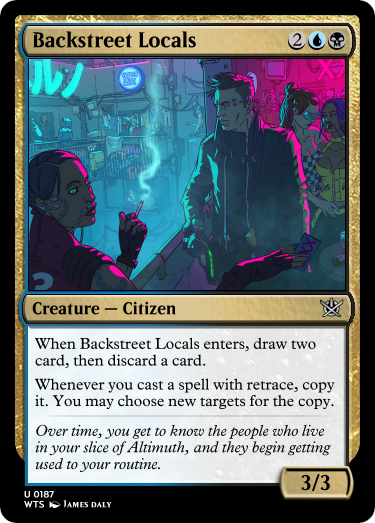 Backstreet Locals 2
ルノ
Creature — Citizen
When Backstreet Locals enters, draw two
card, then discard a card.
Whenever you cast a spell with retrace, copy
it. You may choose new targets for the copy.
Over time, you get to know the people who live
in your slice of Altimuth, and they begin getting
used to your routine.
3/3
U 0187
WTS JAMES DALY